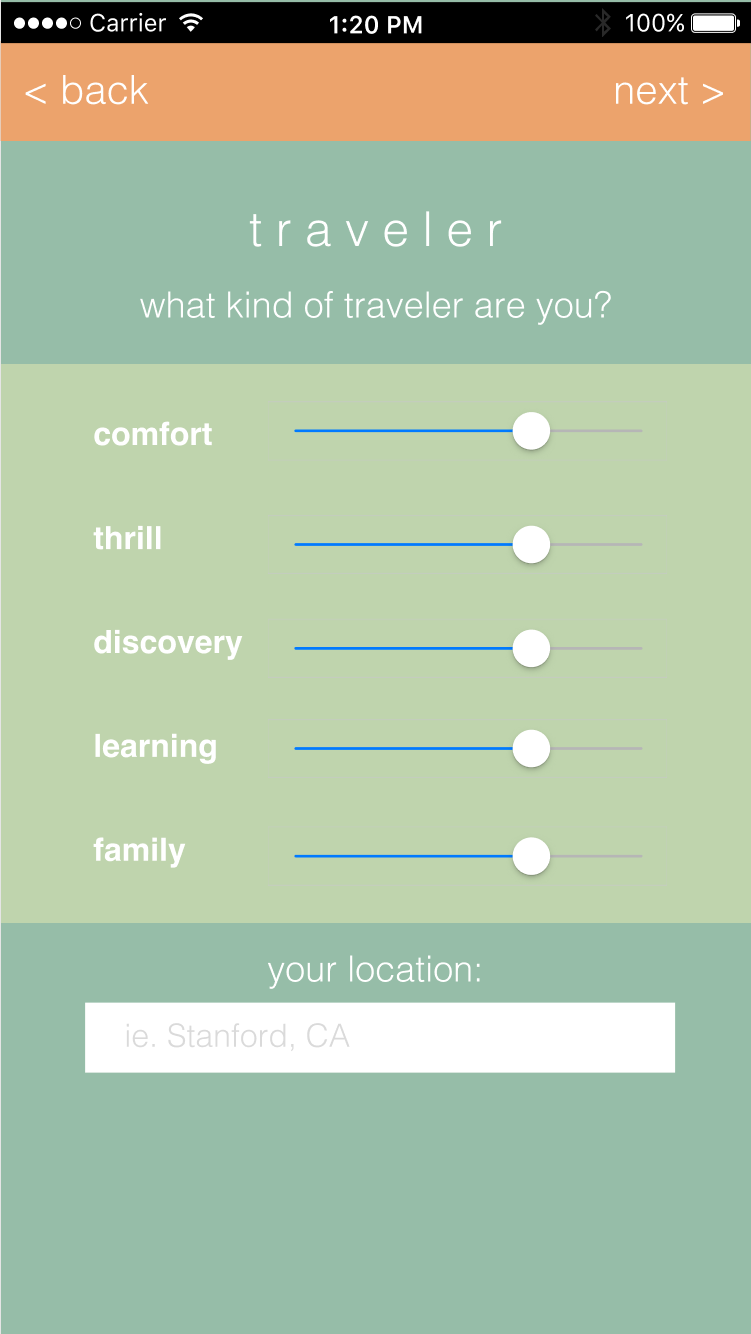 Carrier 1:20 PM 100%
< back next >
traveler
what kind of traveler are you?
comfort
thrill
discovery
learning
family
your location:
ie. Stanford, CA